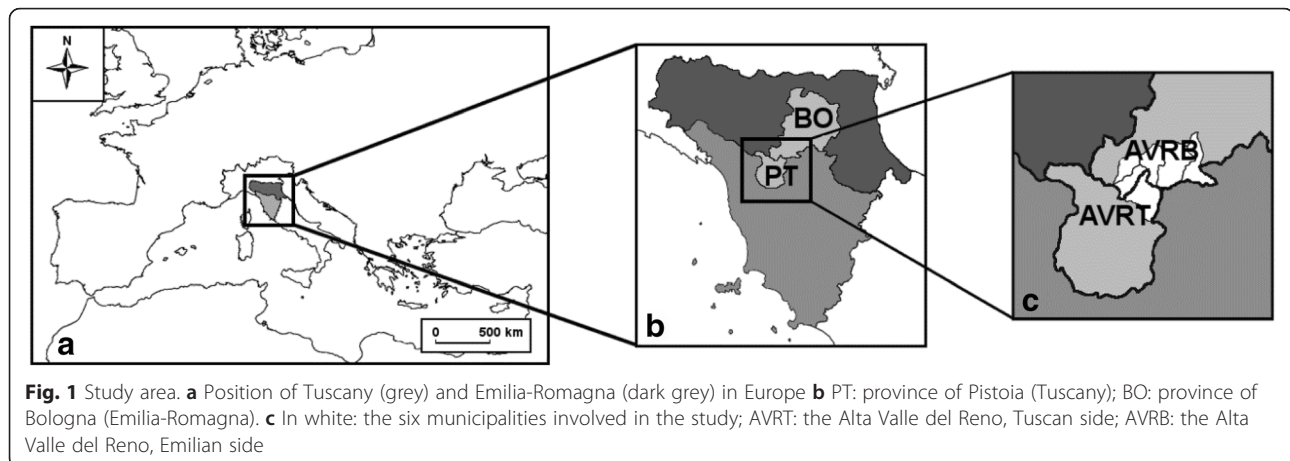 N
0 500 km
a
BO
PT
b
AVRB
AVRT
c
Fig. 1 Study area. a Position of Tuscany (grey) and Emilia-Romagna (dark grey) in Europe b PT: province of Pistoia (Tuscany); BO: province of
Bologna (Emilia-Romagna). c In white: the six municipalities involved in the study; AVRT: the Alta Valle del Reno, Tuscan side; AVRB: the Alta
Valle del Reno, Emilian side